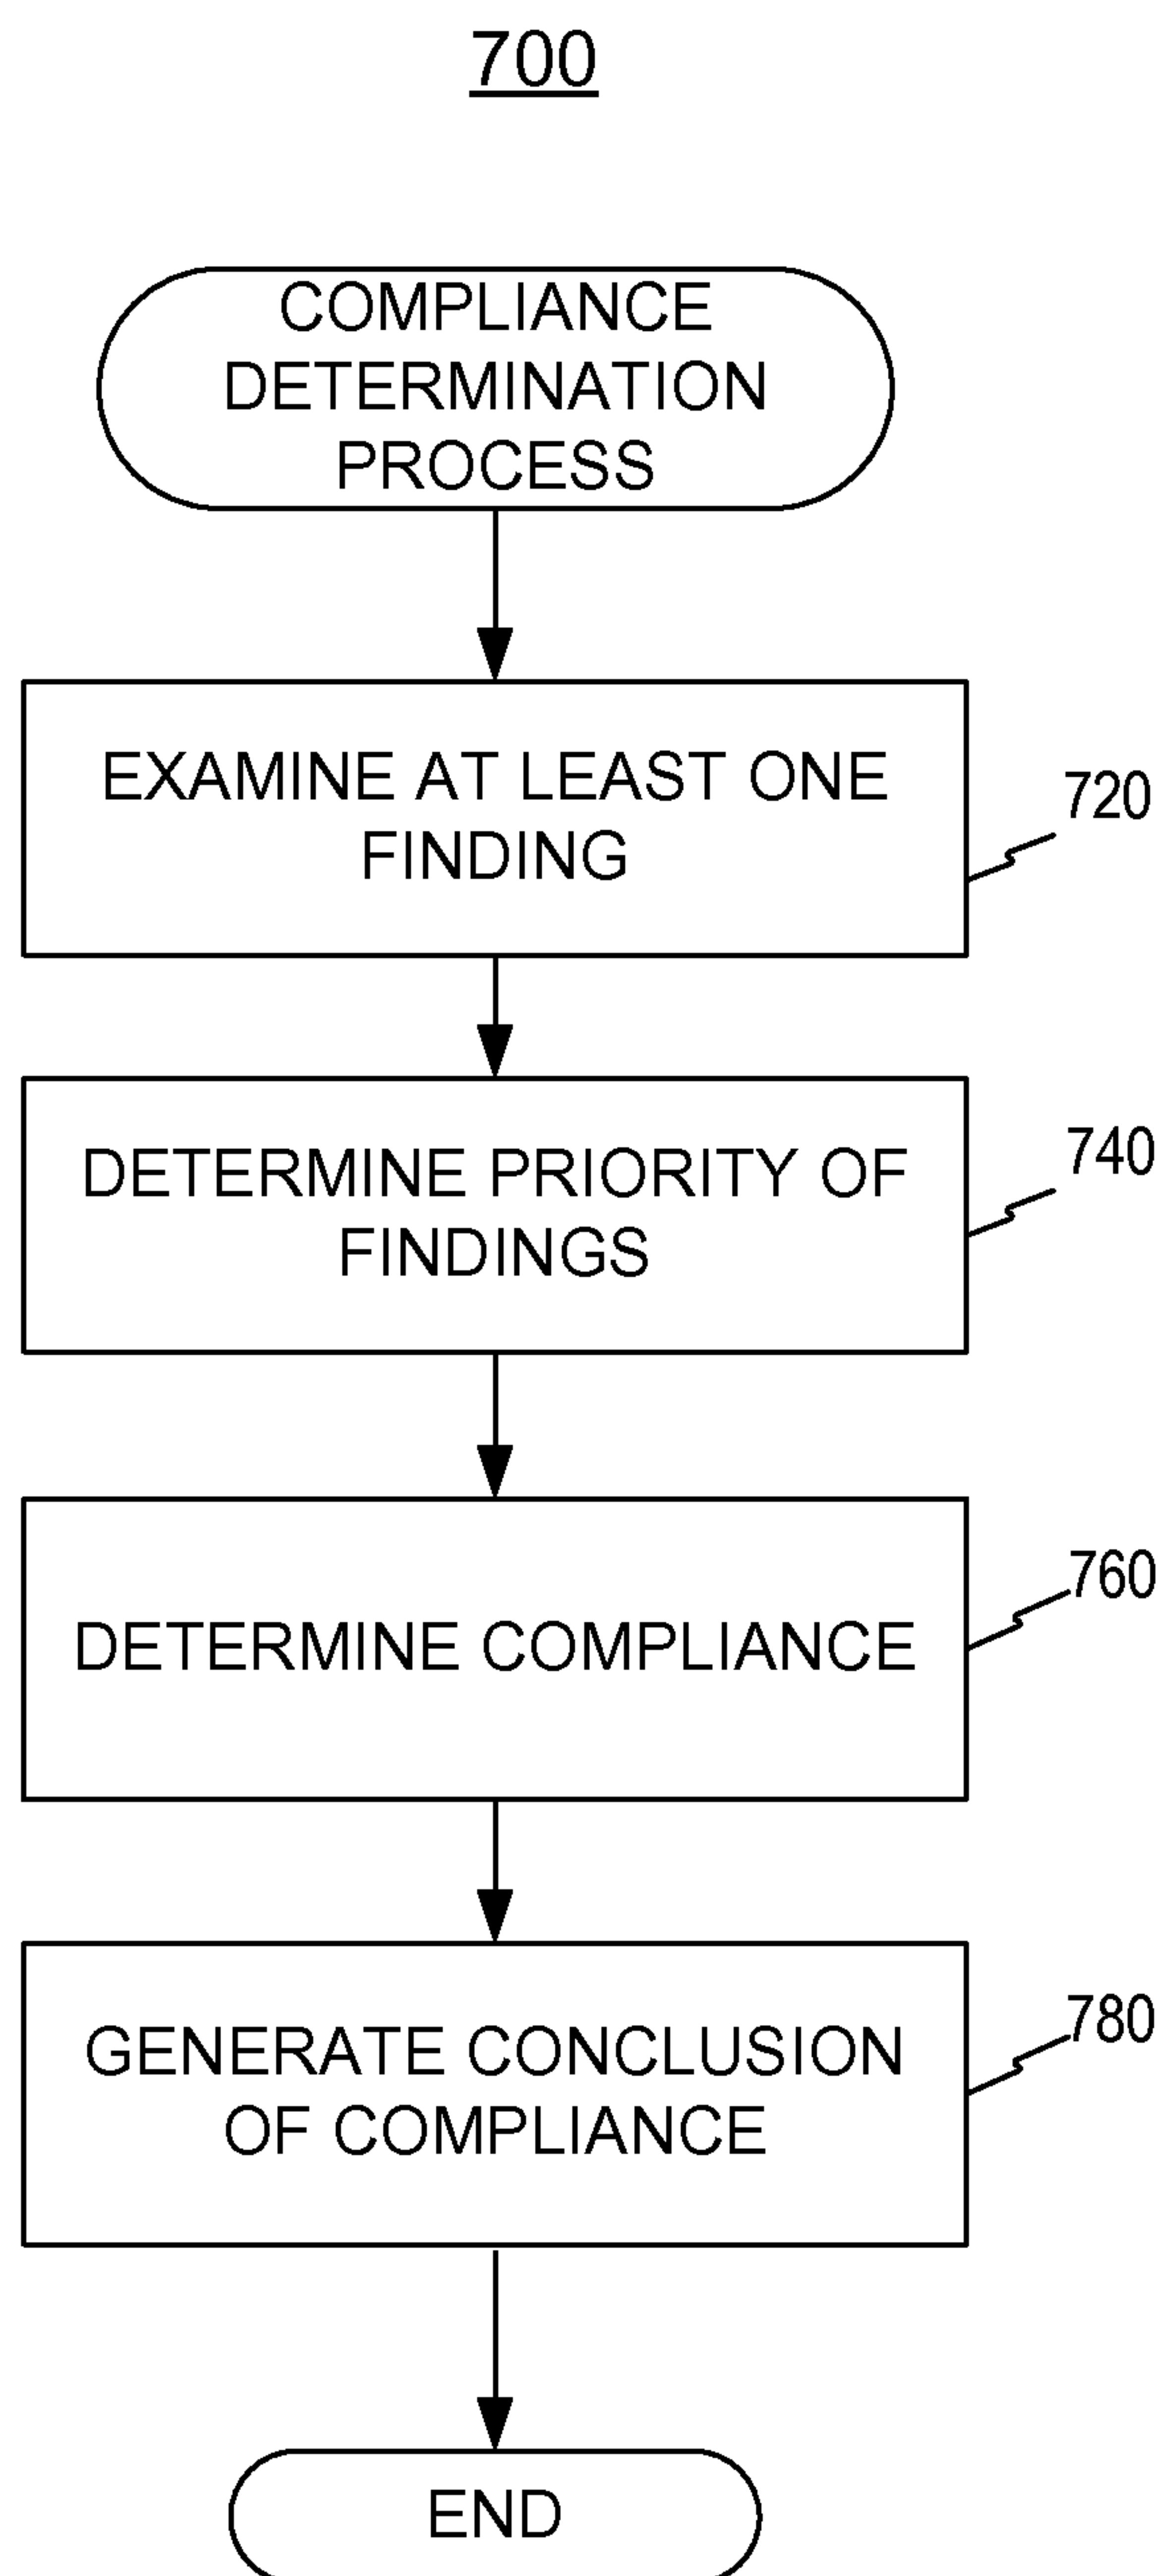 700
COMPLIANCE
DETERMINATION
PROCESS
EXAMINE AT LEAST ONE
FINDING
720
DETERMINE PRIORITY OF
FINDINGS
740
DETERMINE COMPLIANCE
760
GENERATE CONCLUSION
OF COMPLIANCE
780
END